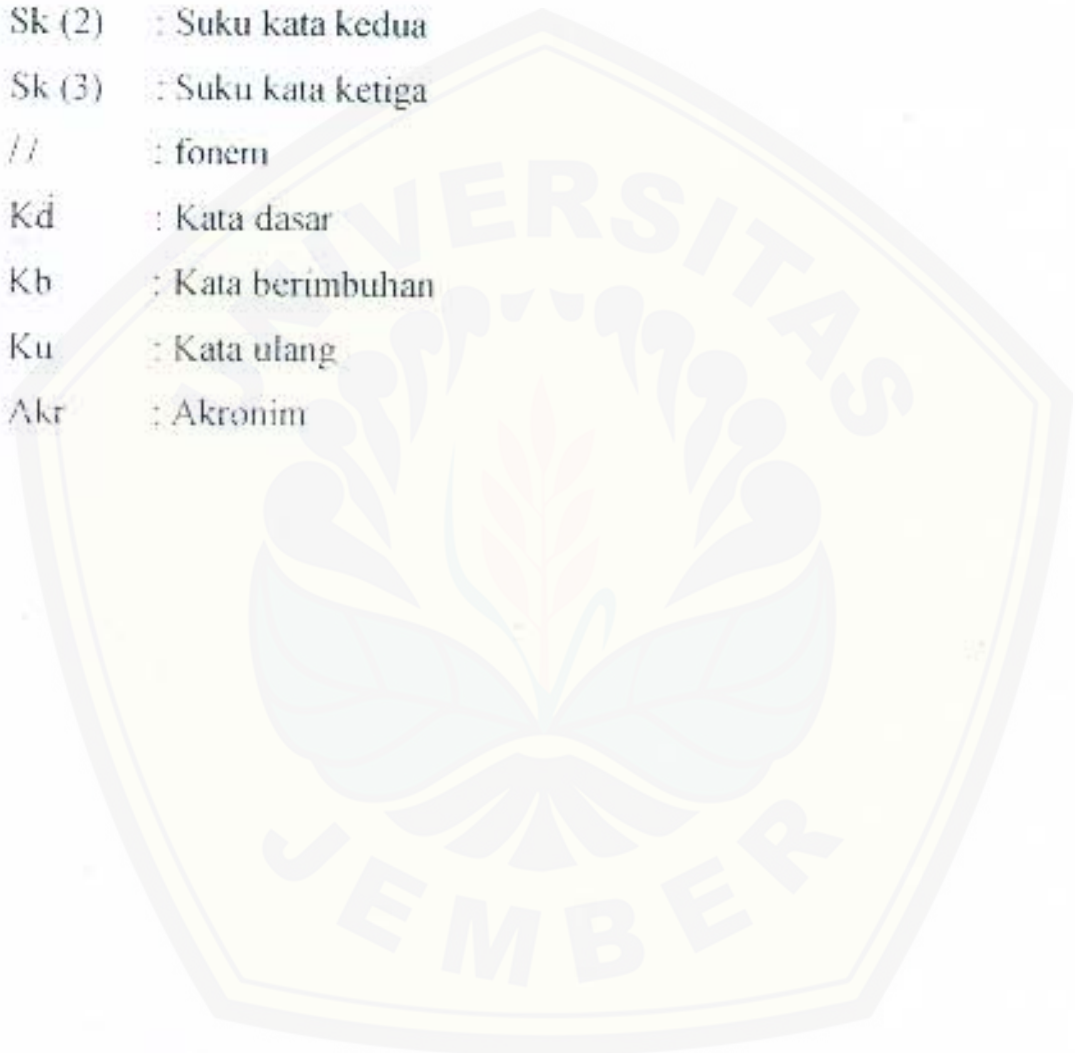 Sk (2) : Suku kata kedua
Sk (3) : Suku kata ketiga
/ / : fonem
Kd : Kata dasar
Kb : Kata berimbuhan
Ku : Kata ulang
Akr : Akronim
UNIVERSITAS
JEMBER